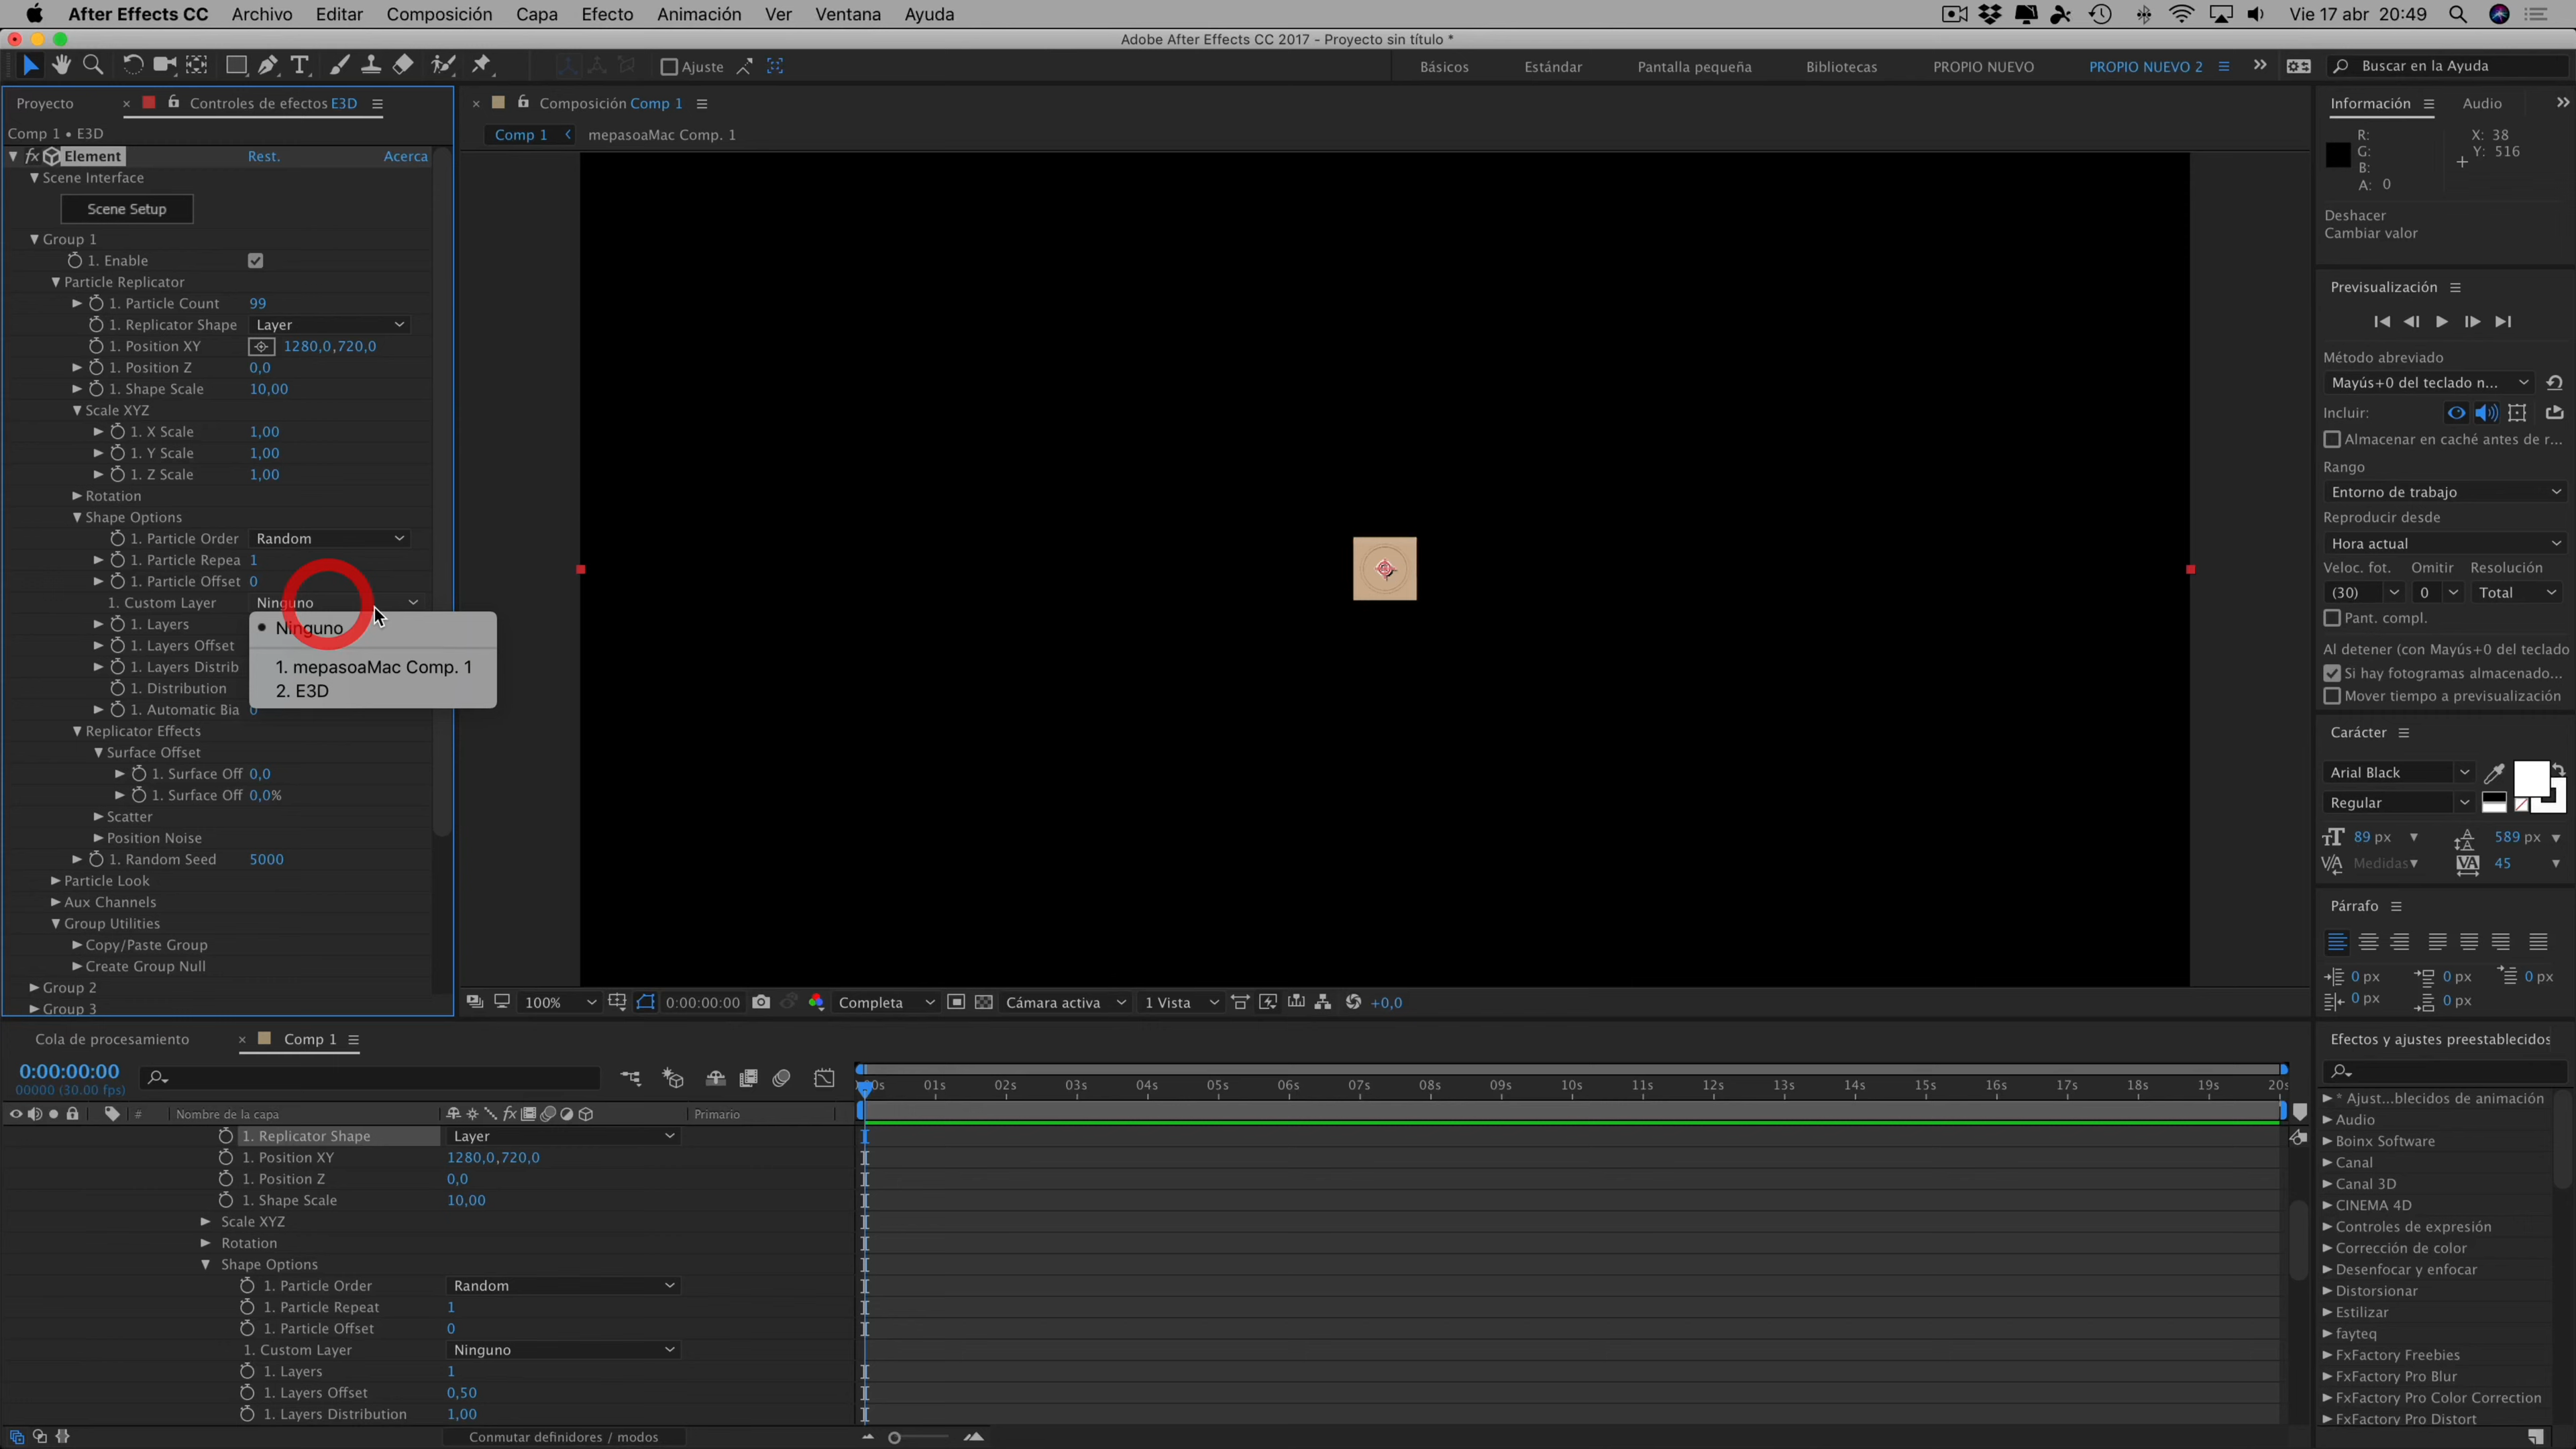 After Effects CC Archivo Editar Composición Capa Efecto Animación Ver Ventana Ayuda Vie 17 abr 20:49
Adobe After Effects CC 2017 - Proyecto sin título *
Ajuste Básicos Estándar Pantalla pequeña Bibliotecas PROPIO NUEVO PROPIO NUEVO 2 Buscar en la Ayuda
Proyecto Controles de efectos E3D
Comp 1 • E3D
fx Element Rest. Acerca
Scene Interface
Scene Setup
Group 1
1. Enable
Particle Replicator
1. Particle Count 99
1. Replicator Shape Layer
1. Position XY 1280,0,720,0
1. Position Z 0,0
1. Shape Scale 10,00
Scale XYZ
1. X Scale 1,00
1. Y Scale 1,00
1. Z Scale 1,00
Rotation
Shape Options
1. Particle Order Random
1. Particle Repea 1
1. Particle Offset 0
1. Custom Layer Ninguno
1. Layers
1. Layers Offset
1. Layers Distrib
1. Distribution
1. Automatic Bia 0
Ninguno
1. mepasoaMac Comp. 1
2. E3D
Replicator Effects
Surface Offset
1. Surface Off 0,0
1. Surface Off 0,0%
Scatter
Position Noise
1. Random Seed 5000
Particle Look
Aux Channels
Group Utilities
Copy/Paste Group
Create Group Null
Group 2
Group 3
Composición Comp 1
Comp 1 mepasoaMac Comp. 1
100% 0:00:00:00 Completa Cámara activa 1 Vista +0,0
Información Audio
R:
G:
B:
A: 0
X: 38
Y: 516
Deshacer
Cambiar valor
Previsualización
Método abreviado
Mayús+0 del teclado n...
Incluir:
Almacenar en caché antes de r...
Rango
Entorno de trabajo
Reproducir desde
Hora actual
Veloc. fot. Omitir Resolución
(30) 0 Total
Pant. compl.
Al detener (con Mayús+0 del teclado
Si hay fotogramas almacenado...
Mover tiempo a previsualización
Carácter
Arial Black
Regular
89 px 589 px
Medidas 45
Párrafo
0 px 0 px 0 px
0 px 0 px
Cola de procesamiento Comp 1
0:00:00:00
00000 (30.00 fps)
# Nombre de la capa fx Primario
00s 01s 02s 03s 04s 05s 06s 07s 08s 09s 10s 11s 12s 13s 14s 15s 16s 17s 18s 19s 20s
1. Replicator Shape Layer
1. Position XY 1280,0,720,0
1. Position Z 0,0
1. Shape Scale 10,00
Scale XYZ
Rotation
Shape Options
1. Particle Order Random
1. Particle Repeat 1
1. Particle Offset 0
1. Custom Layer Ninguno
1. Layers 1
1. Layers Offset 0,50
1. Layers Distribution 1,00
Conmutar definidores / modos
Efectos y ajustes preestablecidos
* Ajust...blecidos de animación
Audio
Boinx Software
Canal
Canal 3D
CINEMA 4D
Controles de expresión
Corrección de color
Desenfocar y enfocar
Distorsionar
Estilizar
fayteq
FxFactory Freebies
FxFactory Pro Blur
FxFactory Pro Color Correction
FxFactory Pro Distort